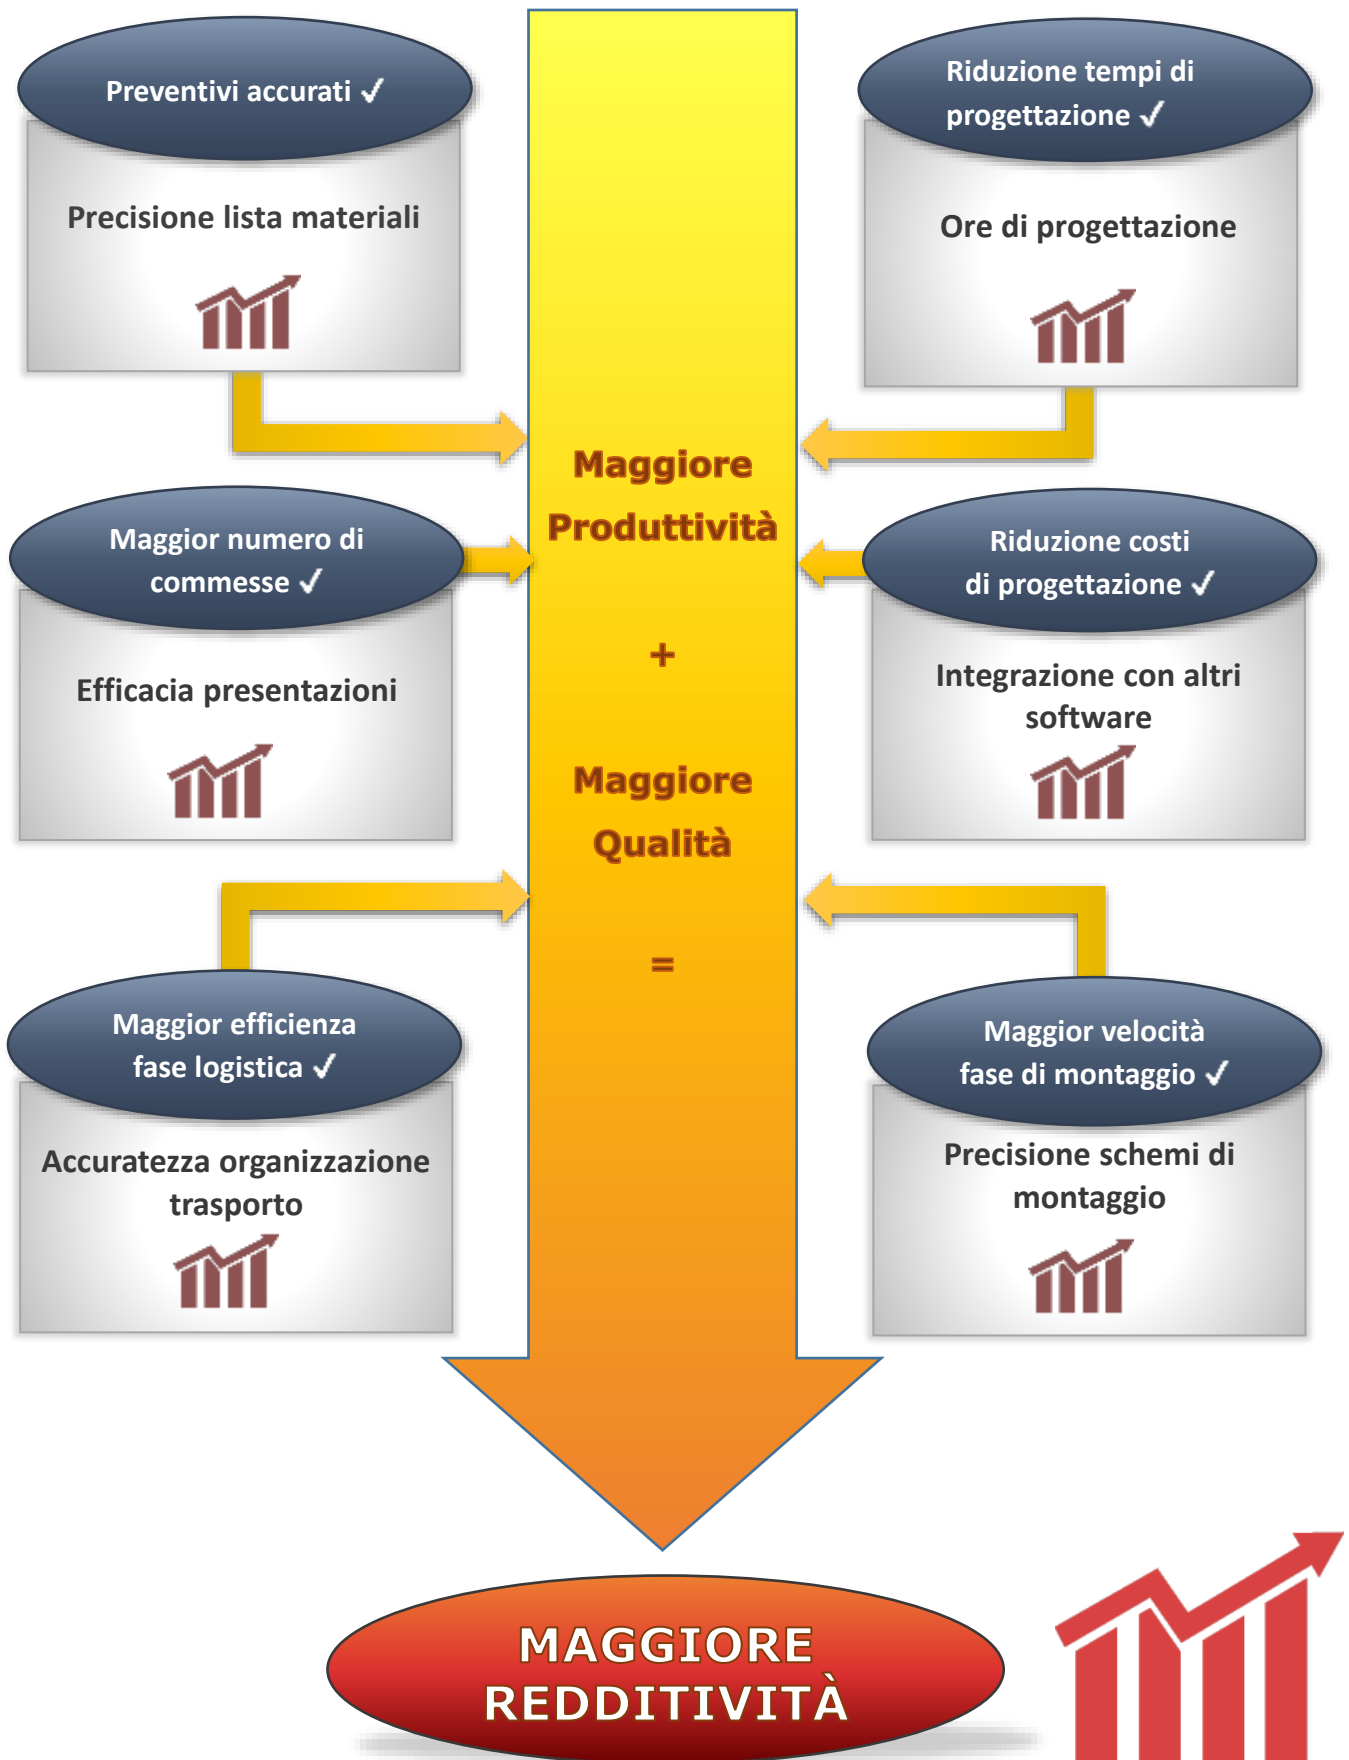 Preventivi accurati ✓
Precisione lista materiali
Riduzione tempi di
progettazione ✓
Ore di progettazione
Maggior numero di
commesse ✓
Efficacia presentazioni
Riduzione costi
di progettazione ✓
Integrazione con altri
software
Maggior efficienza
fase logistica ✓
Accuratezza organizzazione
trasporto
Maggior velocità
fase di montaggio ✓
Precisione schemi di
montaggio
Maggiore
Produttività
+
Maggiore
Qualità
=
MAGGIORE
REDDITIVITÀ